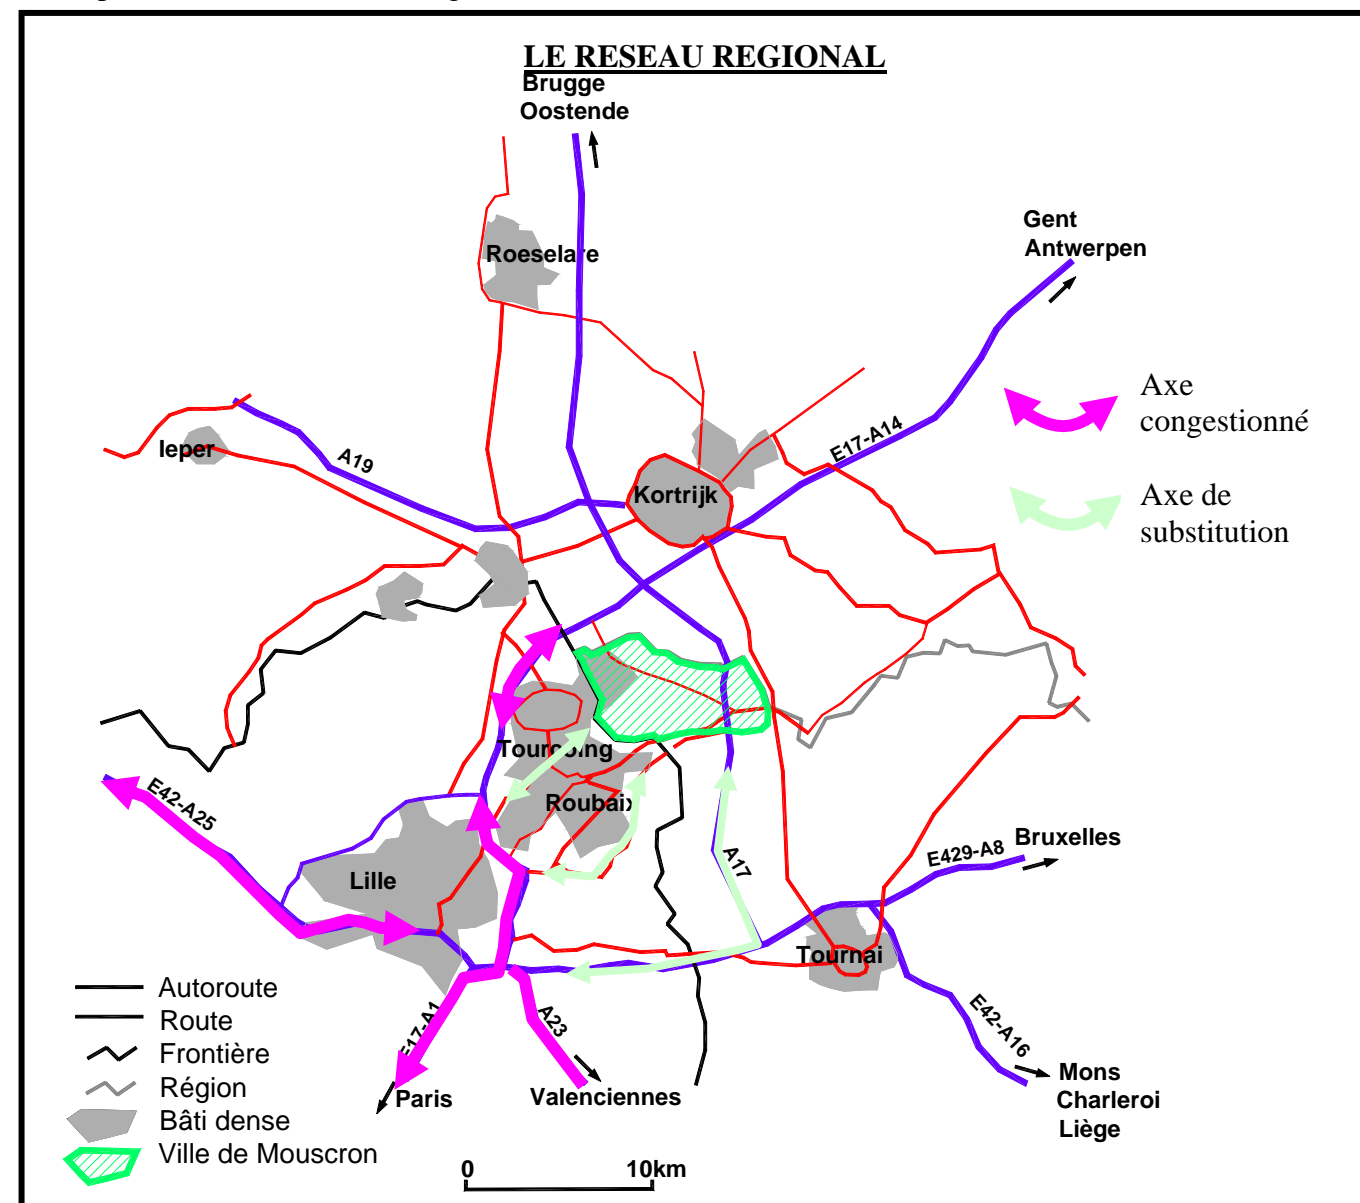 LE RESEAU REGIONAL
Brugge
Oostende
Gent
Antwerpen
Roeselare
Axe
congestionné
Ieper
A19
E17-A14
Kortrijk
Axe de
substitution
Tourcoing
E42-A25
Roubaix
Lille
A17
E429-A8
Bruxelles
Tournai
Autoroute
Route
Frontière
Région
Bâti dense
Ville de Mouscron
E17-A1
A23
E42-A16
Paris
Valenciennes
Mons
Charleroi
Liège
0 10km